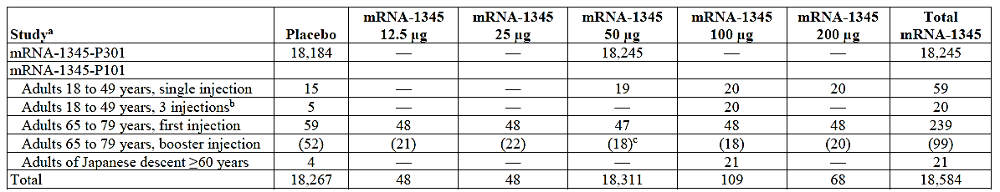 Studyᵃ Placebo mRNA-1345 12.5 µg mRNA-1345 25 µg mRNA-1345 50 µg mRNA-1345 100 µg mRNA-1345 200 µg Total mRNA-1345
mRNA-1345-P301 18,184 — — 18,245 — — 18,245
mRNA-1345-P101
Adults 18 to 49 years, single injection 15 — — 19 20 20 59
Adults 18 to 49 years, 3 injectionsᵇ 5 — — — 20 — 20
Adults 65 to 79 years, first injection 59 48 48 47 48 48 239
Adults 65 to 79 years, booster injection (52) (21) (22) (18)ᶜ (18) (20) (99)
Adults of Japanese descent ≥60 years 4 — — — 21 — 21
Total 18,267 48 48 18,311 109 68 18,584